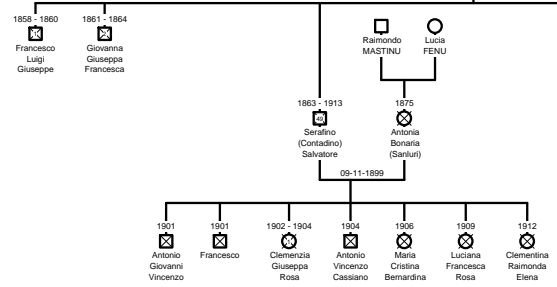 1858 - 1860
Francesco
Luigi
Giuseppe
1861 - 1864
Giovanna
Giuseppa
Francesca
Raimondo
MASTINU
Lucia
FENU
1863 - 1913
49
Serafino
(Contadino)
Salvatore
1875
Antonia
Bonaria
(Sanluri)
09-11-1899
1901
Antonio
Giovanni
Vincenzo
1901
Francesco
1902 - 1904
Clemenzia
Giuseppa
Rosa
1904
Antonio
Vincenzo
Cassiano
1906
Maria
Cristina
Bernardina
1909
Luciana
Francesca
Rosa
1912
Clementina
Raimonda
Elena